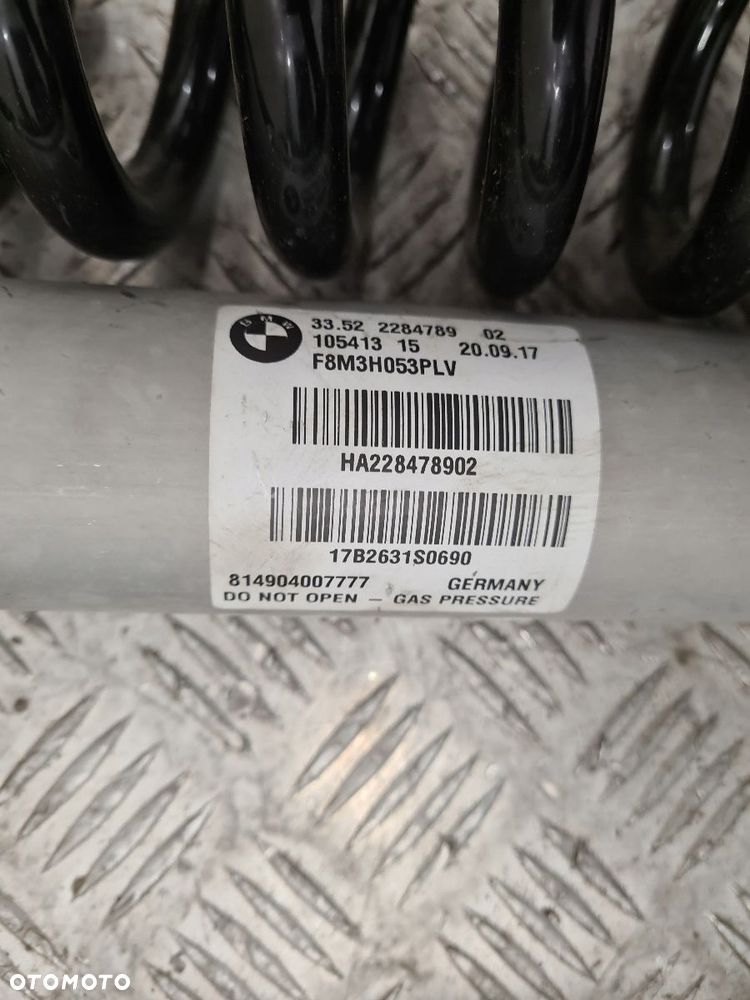 BMW
33.52 2284789 02
105413 15 20.09.17
F8M3H053PLV
HA228478902
17B2631S0690
814904007777 GERMANY
DO NOT OPEN – GAS PRESSURE
OTOMOTO